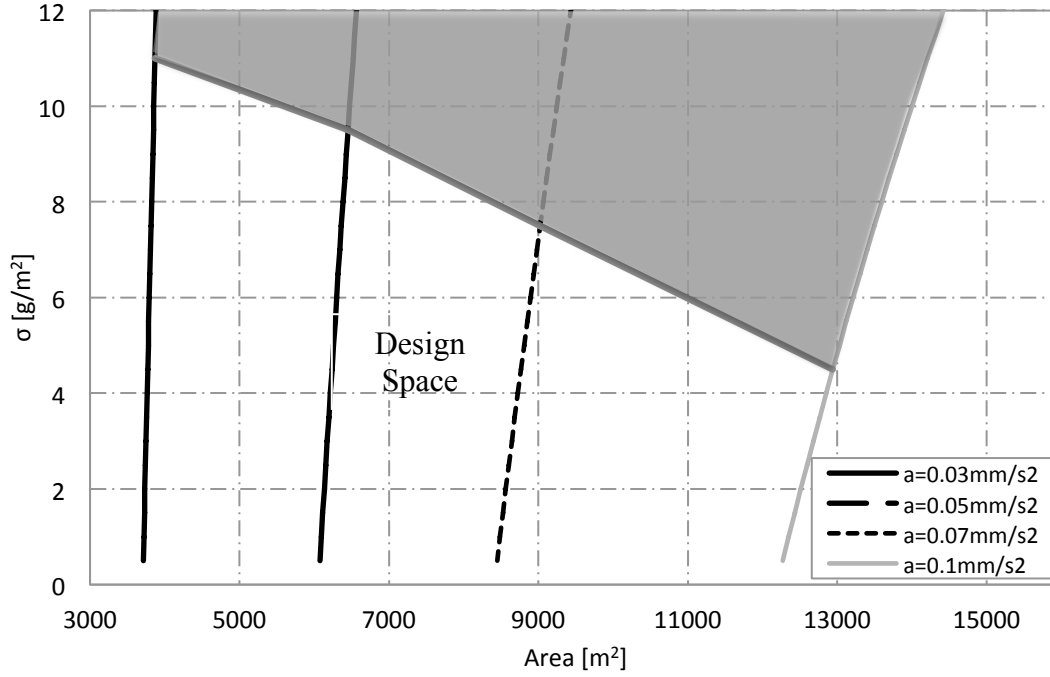 12
10
8
6
4
2
0
σ [g/m²]
Design
Space
a=0.03mm/s2
a=0.05mm/s2
a=0.07mm/s2
a=0.1mm/s2
3000 5000 7000 9000 11000 13000 15000
Area [m²]